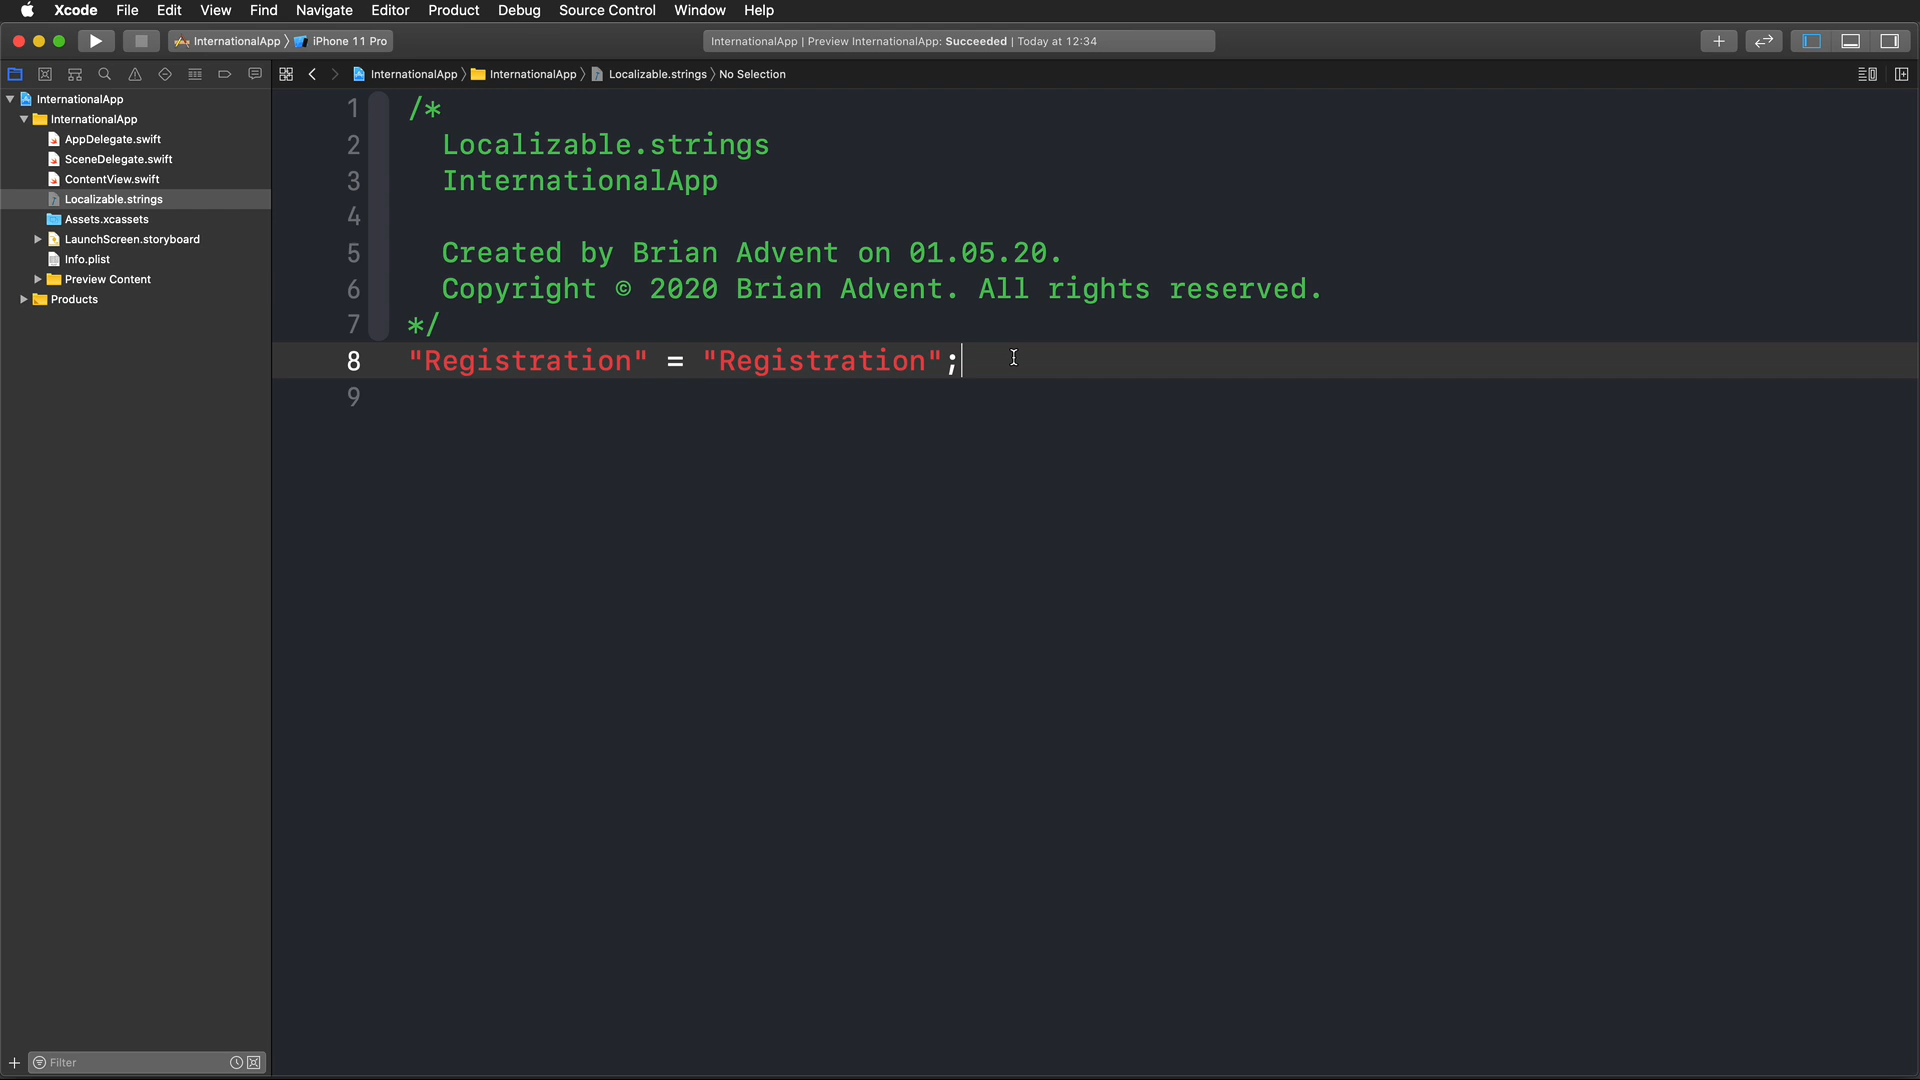 Xcode File Edit View Find Navigate Editor Product Debug Source Control Window Help
InternationalApp iPhone 11 Pro
InternationalApp | Preview InternationalApp: Succeeded | Today at 12:34
InternationalApp InternationalApp Localizable.strings No Selection
InternationalApp
InternationalApp
AppDelegate.swift
SceneDelegate.swift
ContentView.swift
Localizable.strings
Assets.xcassets
LaunchScreen.storyboard
Info.plist
Preview Content
Products
Filter
1 /*
2 Localizable.strings
3 InternationalApp
4
5 Created by Brian Advent on 01.05.20.
6 Copyright © 2020 Brian Advent. All rights reserved.
7 */
8 "Registration" = "Registration";
9